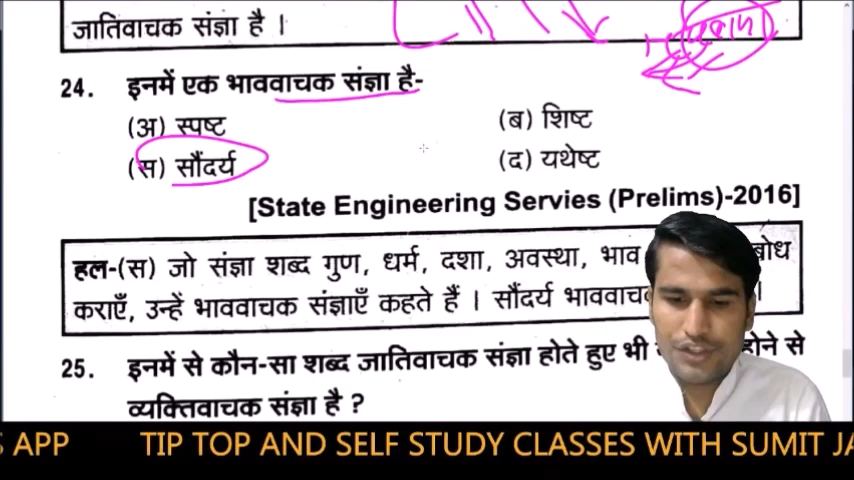 जातिवाचक संज्ञा है ।
24. इनमें एक भाववाचक संज्ञा है-
(अ) स्पष्ट (ब) शिष्ट
(स) सौंदर्य (द) यथेष्ट
[State Engineering Servies (Prelims)-2016]
हल-(स) जो संज्ञा शब्द गुण, धर्म, दशा, अवस्था, भाव बोध
कराएँ, उन्हें भाववाचक संज्ञाएँ कहते हैं । सौंदर्य ।
25. इनमें से कौन-सा शब्द जातिवाचक संज्ञा होते हुए भी होने से
व्यक्तिवाचक संज्ञा है ?
APP TIP TOP AND SELF STUDY CLASSES WITH SUMIT